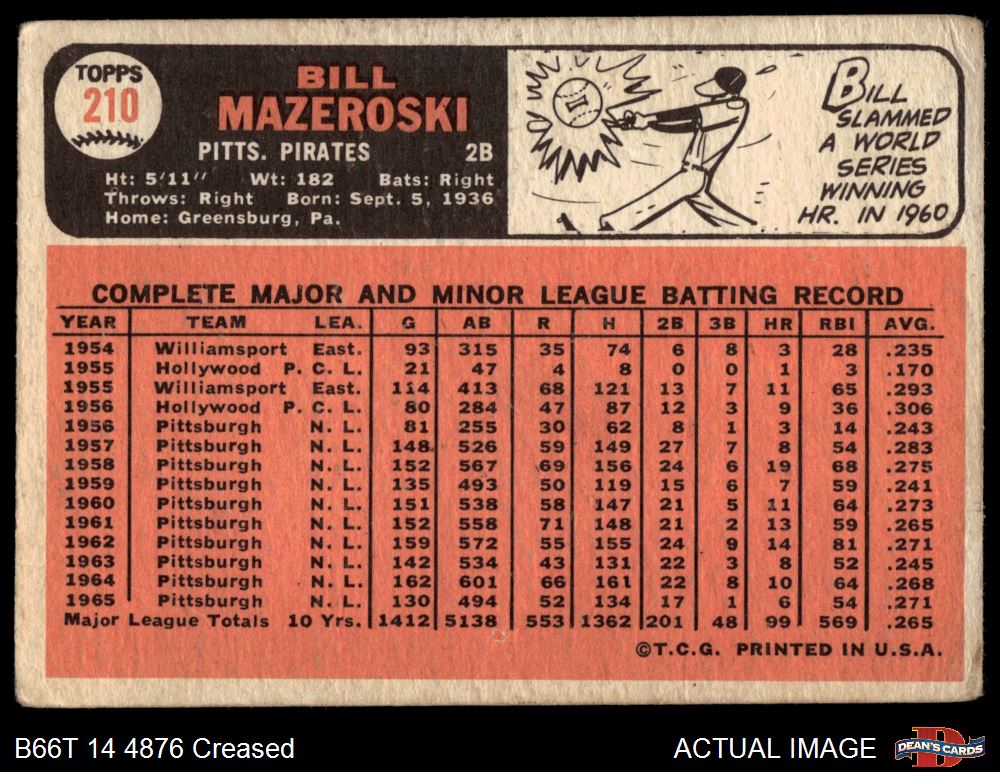 TOPPS
210
BILL
MAZEROSKI
PITTS. PIRATES 2B
Ht: 5'11" Wt: 182 Bats: Right
Throws: Right Born: Sept. 5, 1936
Home: Greensburg, Pa.
BILL
SLAMMED
A WORLD
SERIES
WINNING
HR. IN 1960
COMPLETE MAJOR AND MINOR LEAGUE BATTING RECORD
YEAR TEAM LEA. G AB R H 2B 3B HR RBI AVG.
1954 Williamsport East. 93 315 35 74 6 8 3 28 .235
1955 Hollywood P. C. L. 21 47 4 8 0 0 1 3 .170
1955 Williamsport East. 114 413 68 121 13 7 11 65 .293
1956 Hollywood P. C. L. 80 284 47 87 12 3 9 36 .306
1956 Pittsburgh N. L. 81 255 30 62 8 1 3 14 .243
1957 Pittsburgh N. L. 148 526 59 149 27 7 8 54 .283
1958 Pittsburgh N. L. 152 567 69 156 24 6 19 68 .275
1959 Pittsburgh N. L. 135 493 50 119 15 6 7 59 .241
1960 Pittsburgh N. L. 151 538 58 147 21 5 11 64 .273
1961 Pittsburgh N. L. 152 558 71 148 21 2 13 59 .265
1962 Pittsburgh N. L. 159 572 55 155 24 9 14 81 .271
1963 Pittsburgh N. L. 142 534 43 131 22 3 8 52 .245
1964 Pittsburgh N. L. 162 601 66 161 22 8 10 64 .268
1965 Pittsburgh N. L. 130 494 52 134 17 1 6 54 .271
Major League Totals 10 Yrs. 1412 5138 553 1362 201 48 99 569 .265
©T.C.G. PRINTED IN U.S.A.
B66T 14 4876 Creased
ACTUAL IMAGE
DEAN'S CARDS